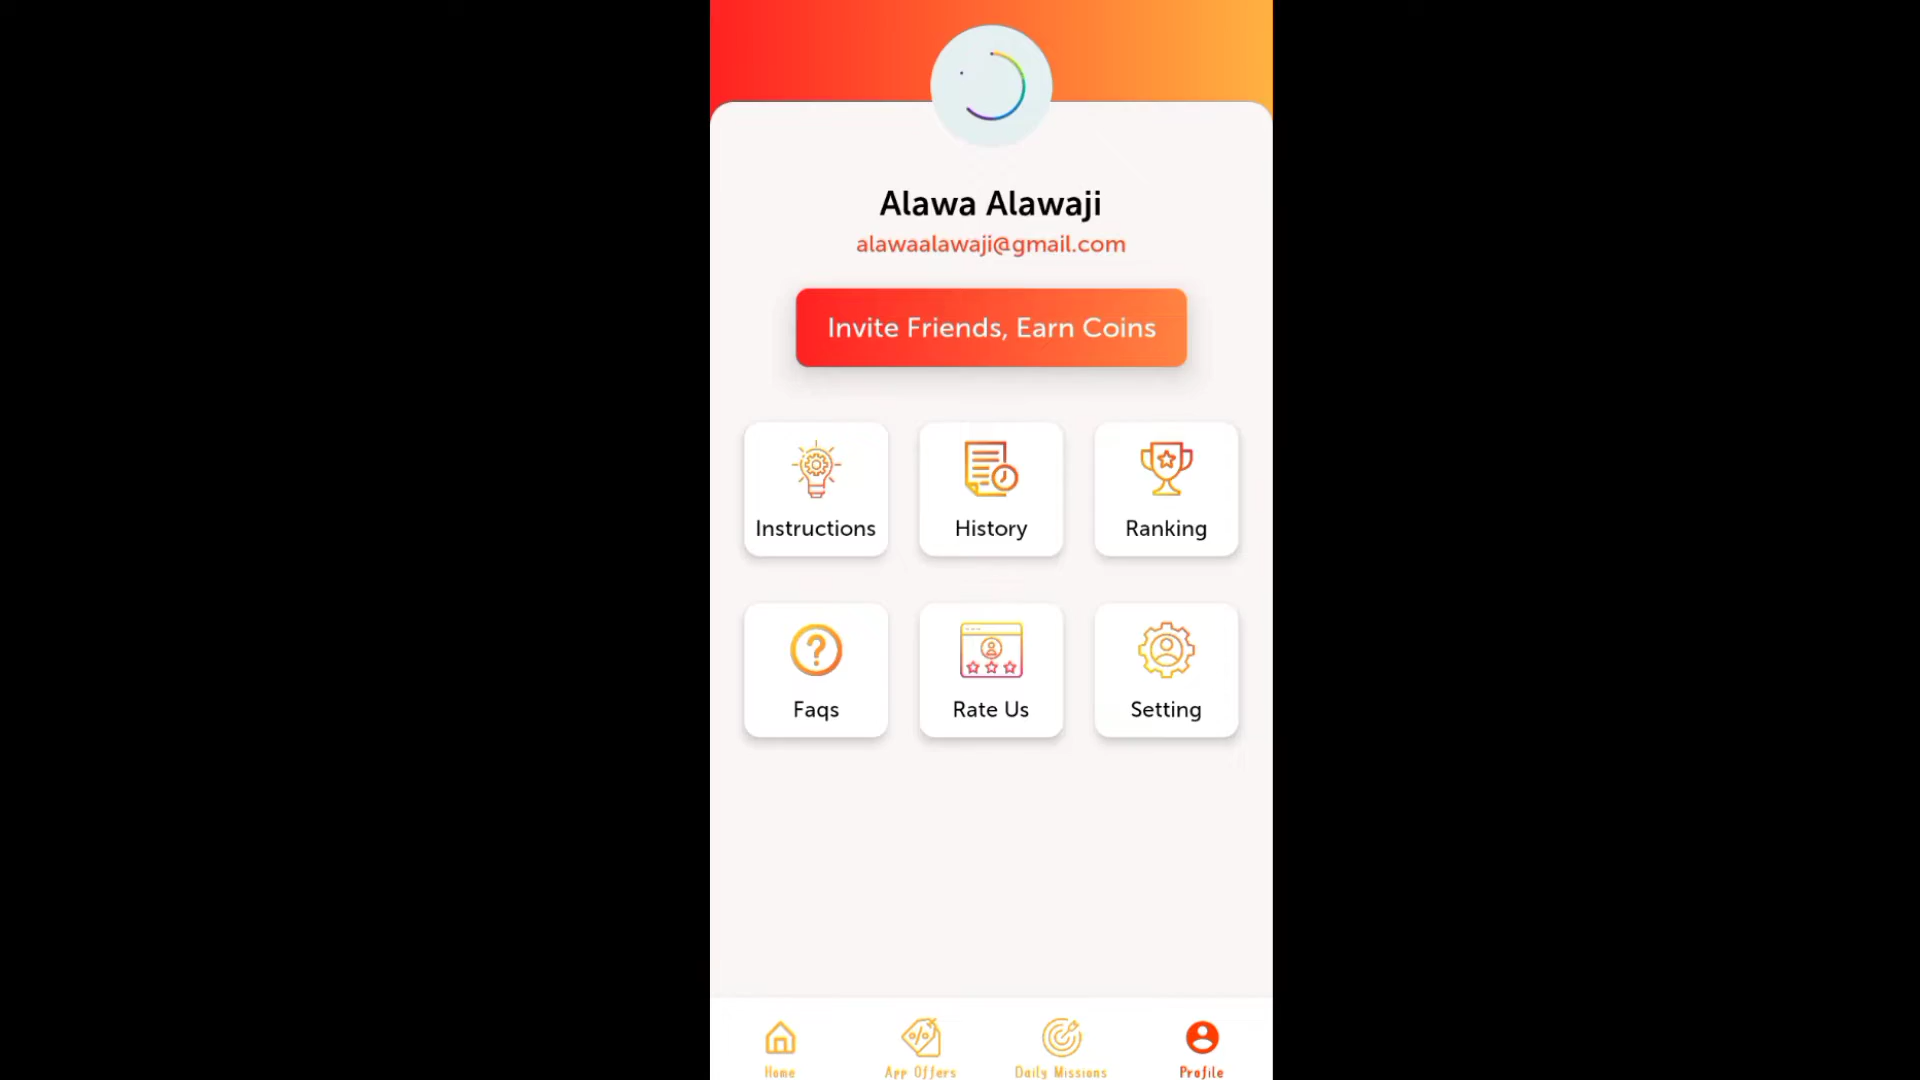 Alawa Alawaji
alawaalawaji@gmail.com
Invite Friends, Earn Coins
Instructions
History
Ranking
Faqs
Rate Us
Setting
Home
App Offers
Daily Missions
Profile